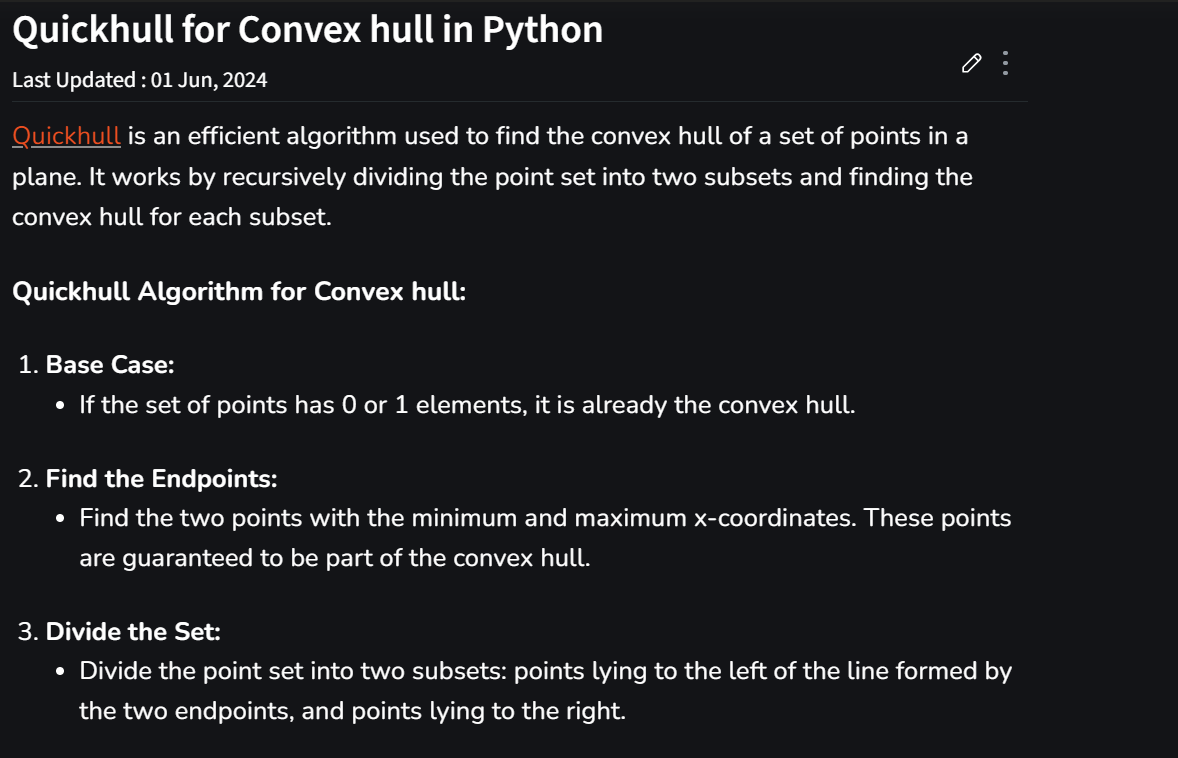 Quickhull for Convex hull in Python
Last Updated : 01 Jun, 2024
Quickhull is an efficient algorithm used to find the convex hull of a set of points in a
plane. It works by recursively dividing the point set into two subsets and finding the
convex hull for each subset.
Quickhull Algorithm for Convex hull:
1. Base Case:
• If the set of points has 0 or 1 elements, it is already the convex hull.
2. Find the Endpoints:
• Find the two points with the minimum and maximum x-coordinates. These points
are guaranteed to be part of the convex hull.
3. Divide the Set:
• Divide the point set into two subsets: points lying to the left of the line formed by
the two endpoints, and points lying to the right.